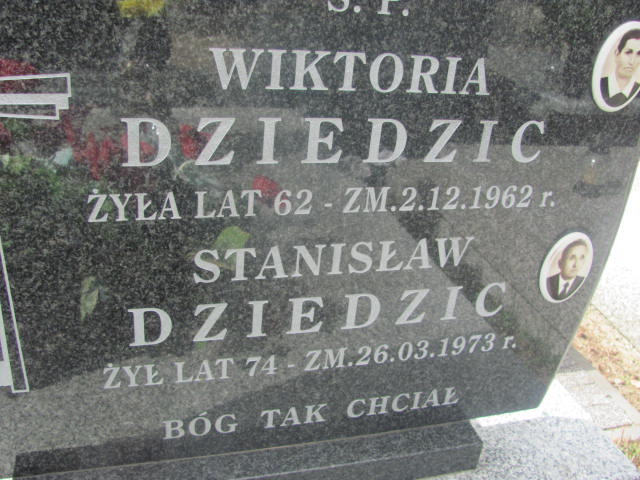 Ś. P.
WIKTORIA
DZIEDZIC
ŻYŁA LAT 62 - ZM.2.12.1962 r.
STANISŁAW
DZIEDZIC
ŻYŁ LAT 74 - ZM.26.03.1973 r.
BÓG TAK CHCIAŁ